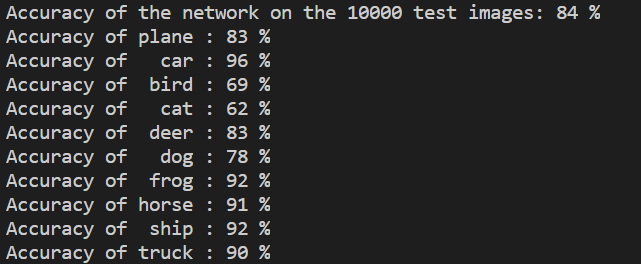 Accuracy of the network on the 10000 test images: 84 %
Accuracy of plane : 83 %
Accuracy of   car : 96 %
Accuracy of  bird : 69 %
Accuracy of   cat : 62 %
Accuracy of  deer : 83 %
Accuracy of   dog : 78 %
Accuracy of  frog : 92 %
Accuracy of horse : 91 %
Accuracy of  ship : 92 %
Accuracy of truck : 90 %